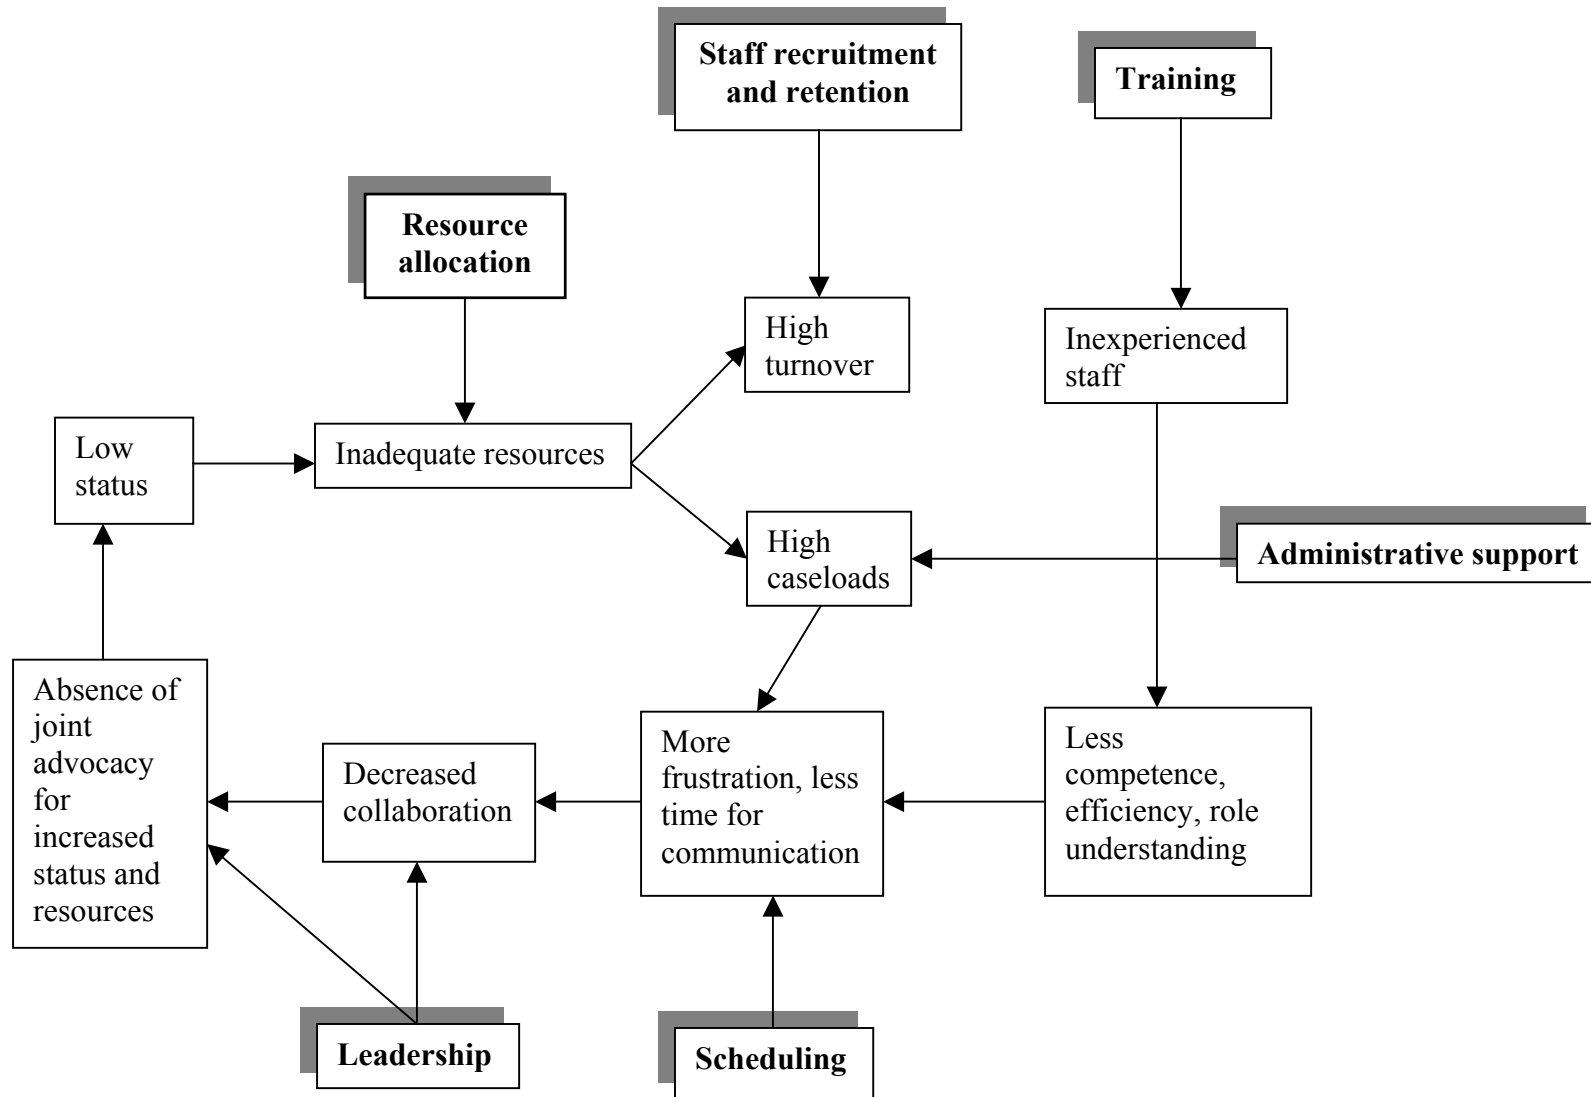 Staff recruitment
and retention
Training
Resource
allocation
High
turnover
Inexperienced
staff
Low
status
Inadequate resources
High
caseloads
Administrative support
Absence of
joint
advocacy
for
increased
status and
resources
Decreased
collaboration
More
frustration, less
time for
communication
Less
competence,
efficiency, role
understanding
Leadership
Scheduling